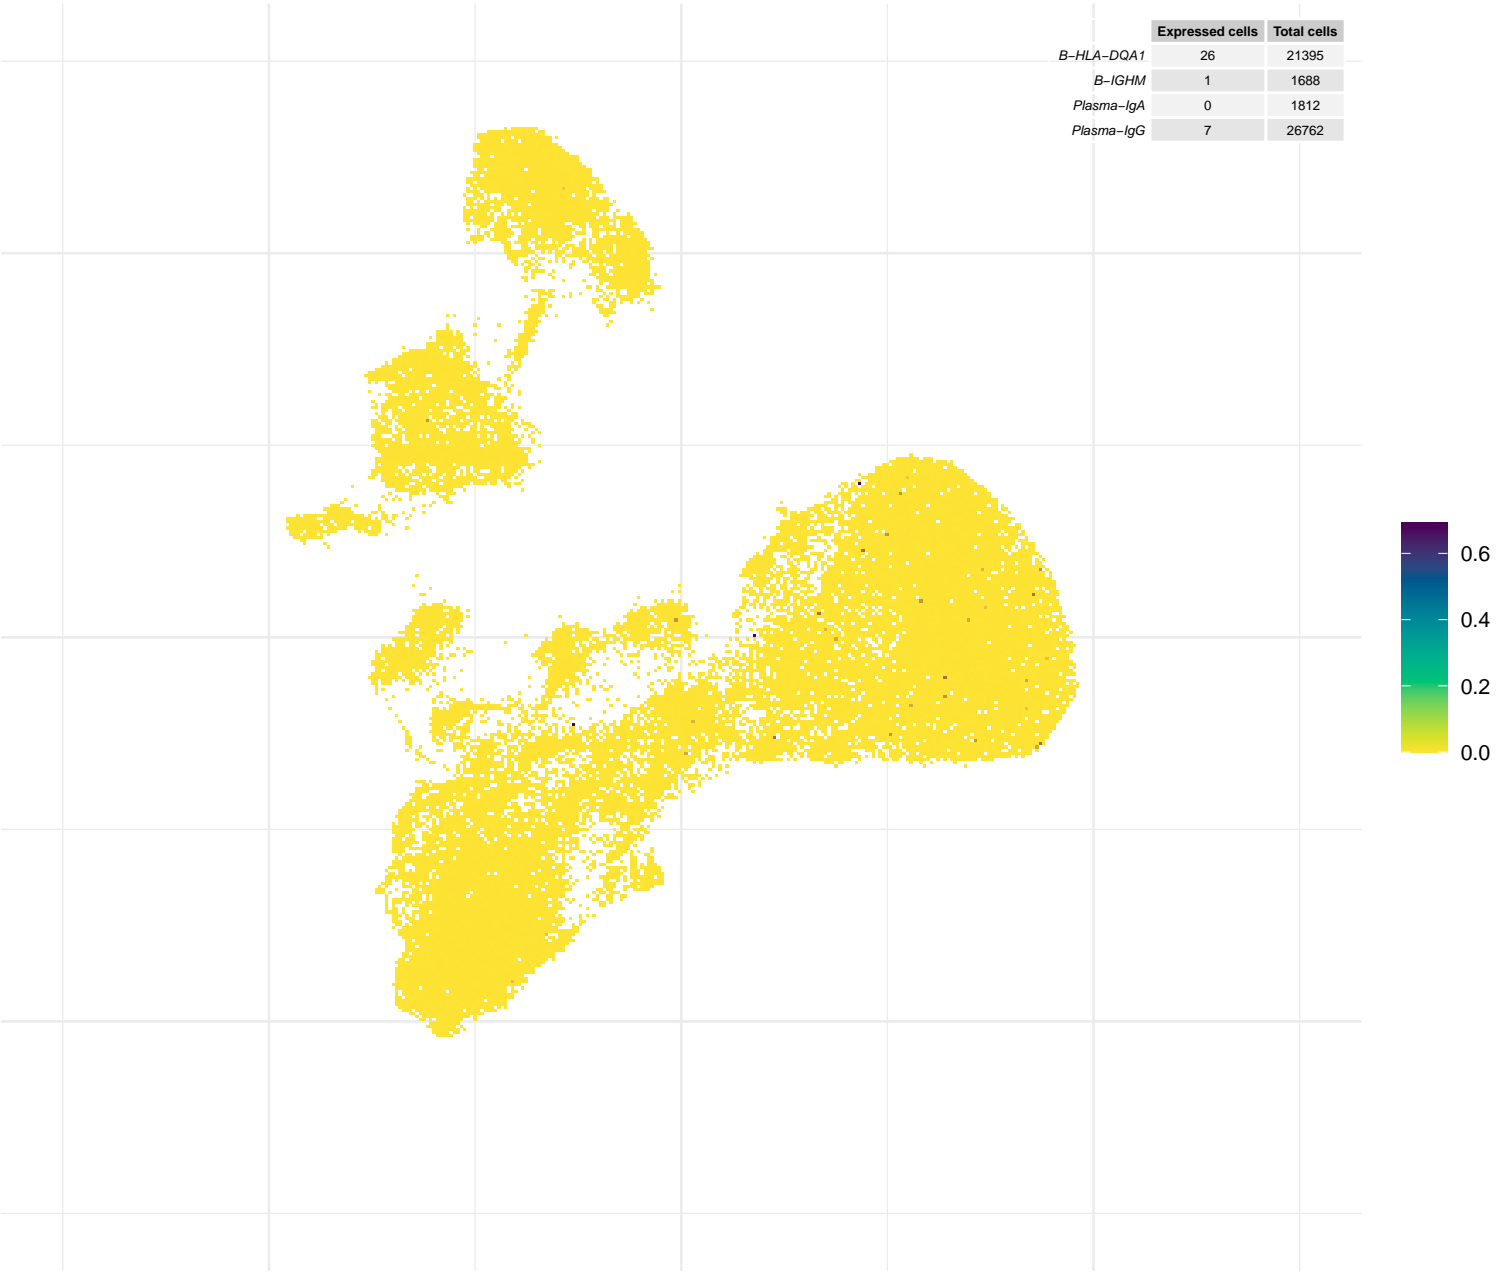 Expressed cells Total cells
B−HLA−DQA1 26 21395
B−IGHM 1 1688
Plasma−IgA 0 1812
Plasma−IgG 7 26762
0.6
0.4
0.2
0.0